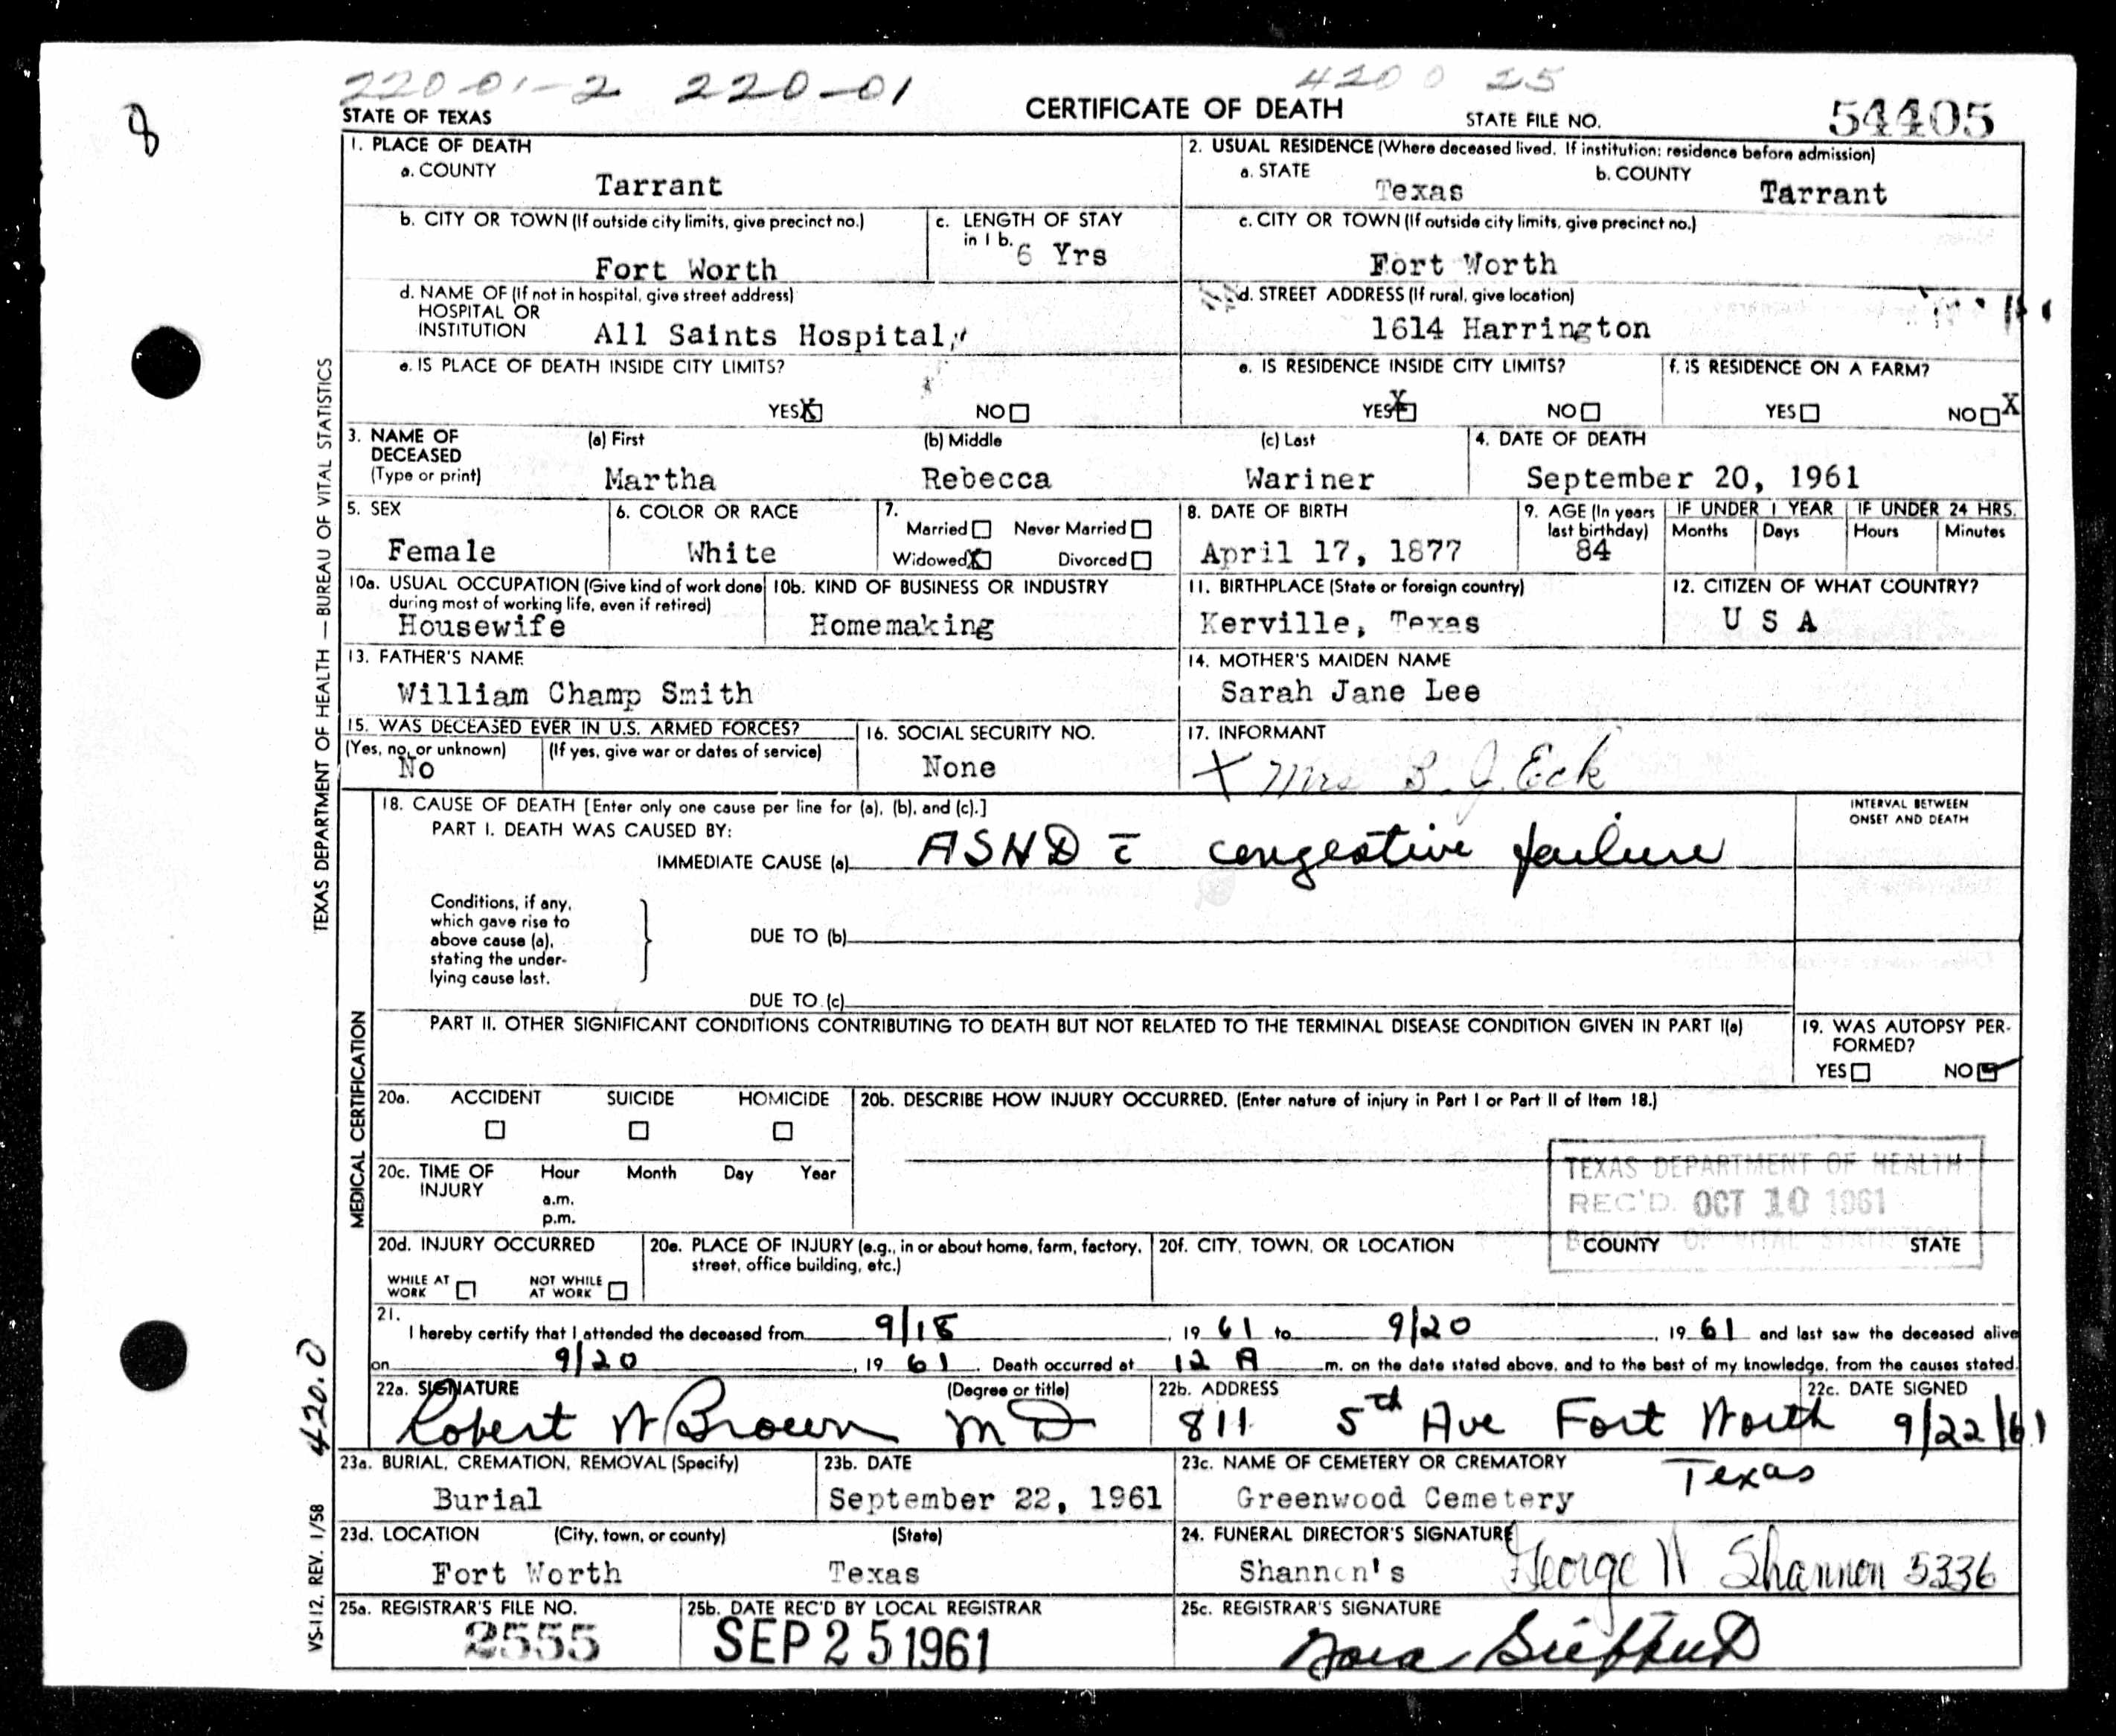 220-01-2 220-01 420 0 25
8
STATE OF TEXAS CERTIFICATE OF DEATH STATE FILE NO. 54405
1. PLACE OF DEATH
a. COUNTY Tarrant
2. USUAL RESIDENCE (Where deceased lived. If institution: residence before admission)
a. STATE Texas b. COUNTY Tarrant
b. CITY OR TOWN (If outside city limits, give precinct no.) Fort Worth
c. LENGTH OF STAY in 1 b. 6 Yrs
c. CITY OR TOWN (If outside city limits, give precinct no.) Fort Worth
d. NAME OF (If not in hospital, give street address)
HOSPITAL OR
INSTITUTION All Saints Hospital
d. STREET ADDRESS (If rural, give location)
1614 Harrington
e. IS PLACE OF DEATH INSIDE CITY LIMITS?
YES X NO
e. IS RESIDENCE INSIDE CITY LIMITS?
YES X NO
f. IS RESIDENCE ON A FARM?
YES NO X
3. NAME OF DECEASED (Type or print)
(a) First (b) Middle (c) Last
Martha Rebecca Wariner
4. DATE OF DEATH
September 20, 1961
5. SEX
Female
6. COLOR OR RACE
White
7.
Married Never Married
Widowed X Divorced
8. DATE OF BIRTH
April 17, 1877
9. AGE (In years last birthday)
84
IF UNDER 1 YEAR IF UNDER 24 HRS.
Months Days Hours Minutes
10a. USUAL OCCUPATION (Give kind of work done
during most of working life, even if retired)
Housewife
10b. KIND OF BUSINESS OR INDUSTRY
Homemaking
11. BIRTHPLACE (State or foreign country)
Kerville, Texas
12. CITIZEN OF WHAT COUNTRY?
U S A
13. FATHER'S NAME
William Champ Smith
14. MOTHER'S MAIDEN NAME
Sarah Jane Lee
15. WAS DECEASED EVER IN U.S. ARMED FORCES?
(Yes, no, or unknown) (If yes, give war or dates of service)
No
16. SOCIAL SECURITY NO.
None
17. INFORMANT
X Mrs B. J. Eck
18. CAUSE OF DEATH [Enter only one cause per line for (a), (b), and (c).]
PART I. DEATH WAS CAUSED BY:
IMMEDIATE CAUSE (a) ASHD c̄ congestive failure
INTERVAL BETWEEN
ONSET AND DEATH
Conditions, if any,
which gave rise to
above cause (a),
stating the under-
lying cause last.
DUE TO (b)
DUE TO (c)
PART II. OTHER SIGNIFICANT CONDITIONS CONTRIBUTING TO DEATH BUT NOT RELATED TO THE TERMINAL DISEASE CONDITION GIVEN IN PART I(a)
19. WAS AUTOPSY PER-
FORMED?
YES NO
20a. ACCIDENT SUICIDE HOMICIDE
20b. DESCRIBE HOW INJURY OCCURRED. (Enter nature of injury in Part I or Part II of Item 18.)
20c. TIME OF INJURY Hour Month Day Year
a.m.
p.m.
TEXAS DEPARTMENT OF HEALTH
REC'D. OCT 10 1961
BUREAU OF VITAL STATISTICS
20d. INJURY OCCURRED
WHILE AT WORK NOT WHILE AT WORK
20e. PLACE OF INJURY (e.g., in or about home, farm, factory,
street, office building, etc.)
20f. CITY, TOWN, OR LOCATION COUNTY STATE
21.
I hereby certify that I attended the deceased from 9/18, 19 61 to 9/20, 19 61 and last saw the deceased alive
on 9/20, 19 61. Death occurred at 12 A m. on the date stated above, and to the best of my knowledge, from the causes stated.
22a. SIGNATURE (Degree or title)
Robert W Brown MD
22b. ADDRESS
811 5th Ave Fort Worth
Texas
22c. DATE SIGNED
9/22/61
23a. BURIAL, CREMATION, REMOVAL (Specify)
Burial
23b. DATE
September 22, 1961
23c. NAME OF CEMETERY OR CREMATORY
Greenwood Cemetery
23d. LOCATION (City, town, or county) (State)
Fort Worth Texas
24. FUNERAL DIRECTOR'S SIGNATURE
Shannon's George W Shannon 5336
25a. REGISTRAR'S FILE NO.
2555
25b. DATE REC'D BY LOCAL REGISTRAR
SEP 25 1961
25c. REGISTRAR'S SIGNATURE
TEXAS DEPARTMENT OF HEALTH — BUREAU OF VITAL STATISTICS
MEDICAL CERTIFICATION
VS-112, REV. 1/58 420.0